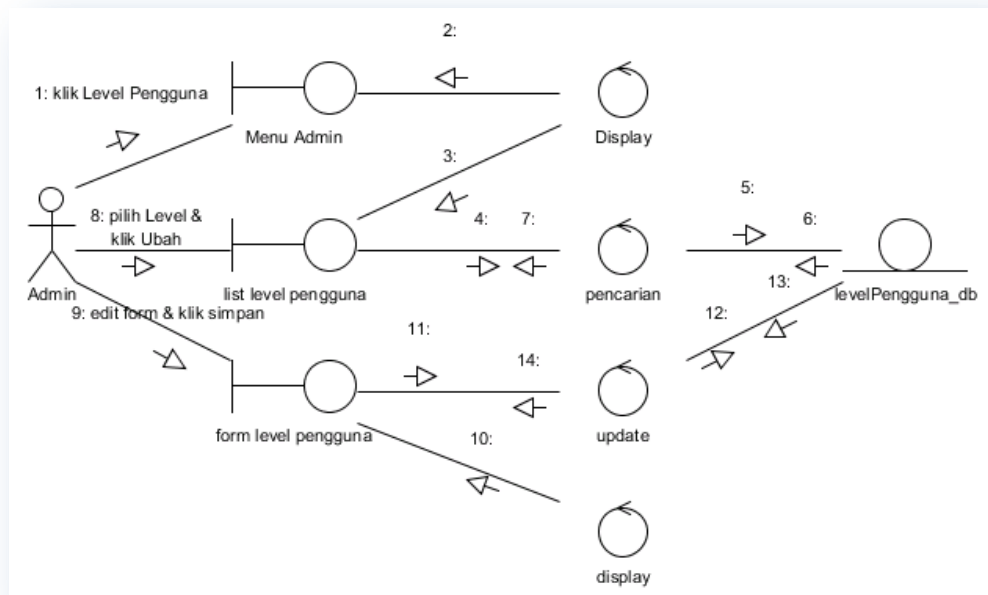 2:
1: klik Level Pengguna
Menu Admin
Display
3:
5:
8: pilih Level &
klik Ubah
4:
7:
6:
Admin
list level pengguna
pencarian
13:
levelPengguna_db
9: edit form & klik simpan
11:
12:
14:
form level pengguna
10:
update
display